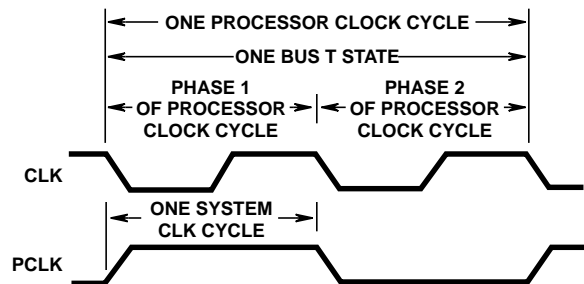 ONE PROCESSOR CLOCK CYCLE
ONE BUS T STATE
PHASE 1
OF PROCESSOR
CLOCK CYCLE
PHASE 2
OF PROCESSOR
CLOCK CYCLE
CLK
ONE SYSTEM
CLK CYCLE
PCLK